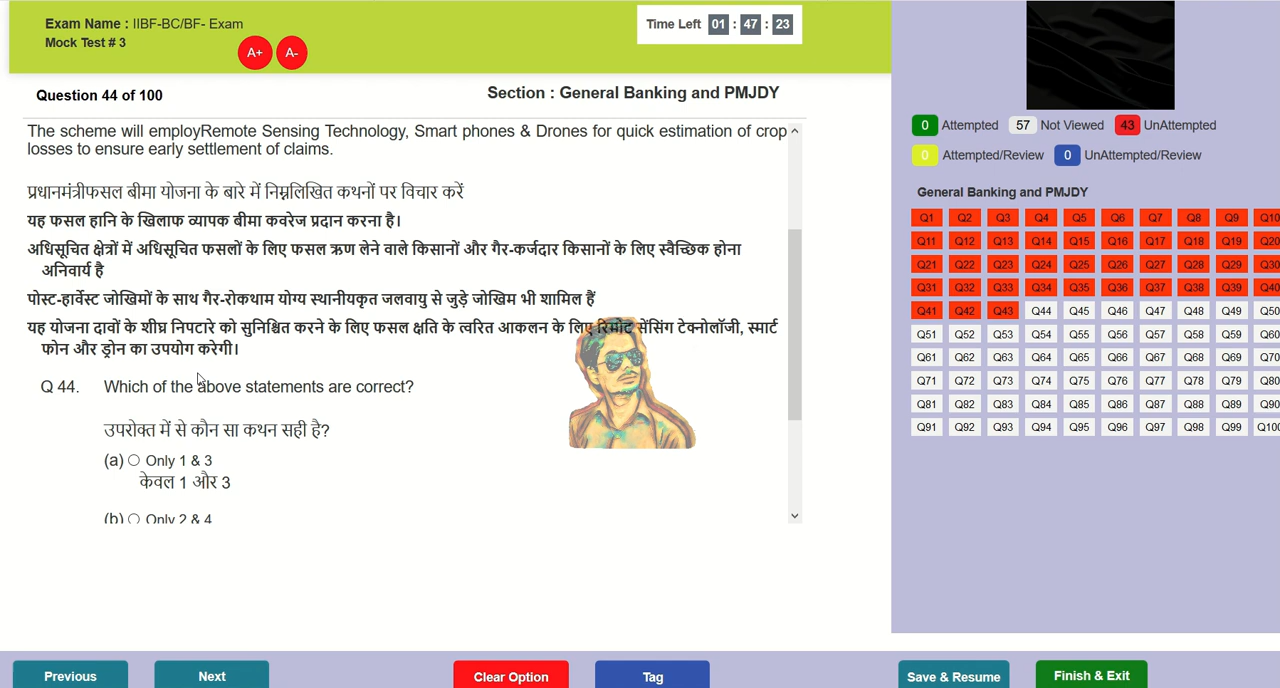 Exam Name : IIBF-BC/BF- Exam
Mock Test # 3
A+ A-
Time Left 01 : 47 : 23
Question 44 of 100
Section : General Banking and PMJDY
The scheme will employRemote Sensing Technology, Smart phones & Drones for quick estimation of crop
losses to ensure early settlement of claims.
प्रधानमंत्रीफसल बीमा योजना के बारे में निम्नलिखित कथनों पर विचार करें
यह फसल हानि के खिलाफ व्यापक बीमा कवरेज प्रदान करना है।
अधिसूचित क्षेत्रों में अधिसूचित फसलों के लिए फसल ऋण लेने वाले किसानों और गैर-कर्जदार किसानों के लिए स्वैच्छिक होना
अनिवार्य है
पोस्ट-हार्वेस्ट जोखिमों के साथ गैर-रोकथाम योग्य स्थानीयकृत जलवायु से जुड़े जोखिम भी शामिल हैं
यह योजना दावों के शीघ्र निपटारे को सुनिश्चित करने के लिए फसल क्षति के त्वरित आकलन के लिए रिमोट सेंसिंग टेक्नोलॉजी, स्मार्ट
फोन और ड्रोन का उपयोग करेगी।
Q 44. Which of the above statements are correct?
उपरोक्त में से कौन सा कथन सही है?
(a) Only 1 & 3
केवल 1 और 3
(b) Only 2 & 4
Previous Next Clear Option Tag Save & Resume Finish & Exit
0 Attempted 57 Not Viewed 43 UnAttempted
0 Attempted/Review 0 UnAttempted/Review
General Banking and PMJDY
Q1 Q2 Q3 Q4 Q5 Q6 Q7 Q8 Q9 Q10
Q11 Q12 Q13 Q14 Q15 Q16 Q17 Q18 Q19 Q20
Q21 Q22 Q23 Q24 Q25 Q26 Q27 Q28 Q29 Q30
Q31 Q32 Q33 Q34 Q35 Q36 Q37 Q38 Q39 Q40
Q41 Q42 Q43 Q44 Q45 Q46 Q47 Q48 Q49 Q50
Q51 Q52 Q53 Q54 Q55 Q56 Q57 Q58 Q59 Q60
Q61 Q62 Q63 Q64 Q65 Q66 Q67 Q68 Q69 Q70
Q71 Q72 Q73 Q74 Q75 Q76 Q77 Q78 Q79 Q80
Q81 Q82 Q83 Q84 Q85 Q86 Q87 Q88 Q89 Q90
Q91 Q92 Q93 Q94 Q95 Q96 Q97 Q98 Q99 Q100